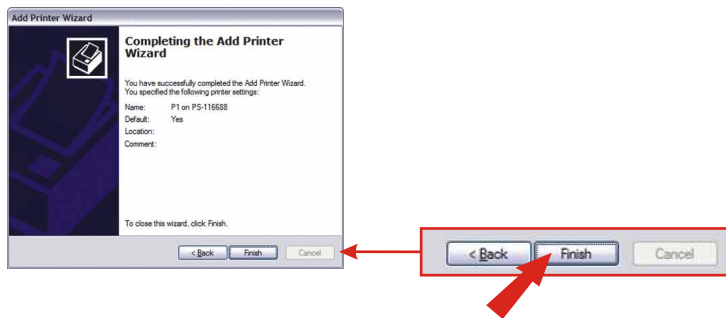 Add Printer Wizard
Completing the Add Printer
Wizard
You have successfully completed the Add Printer Wizard.
You specified the following printer settings:
Name: P1 on PS-116688
Default: Yes
Location:
Comment:
To close this wizard, click Finish.
< Back Finish Cancel
< Back Finish Cancel